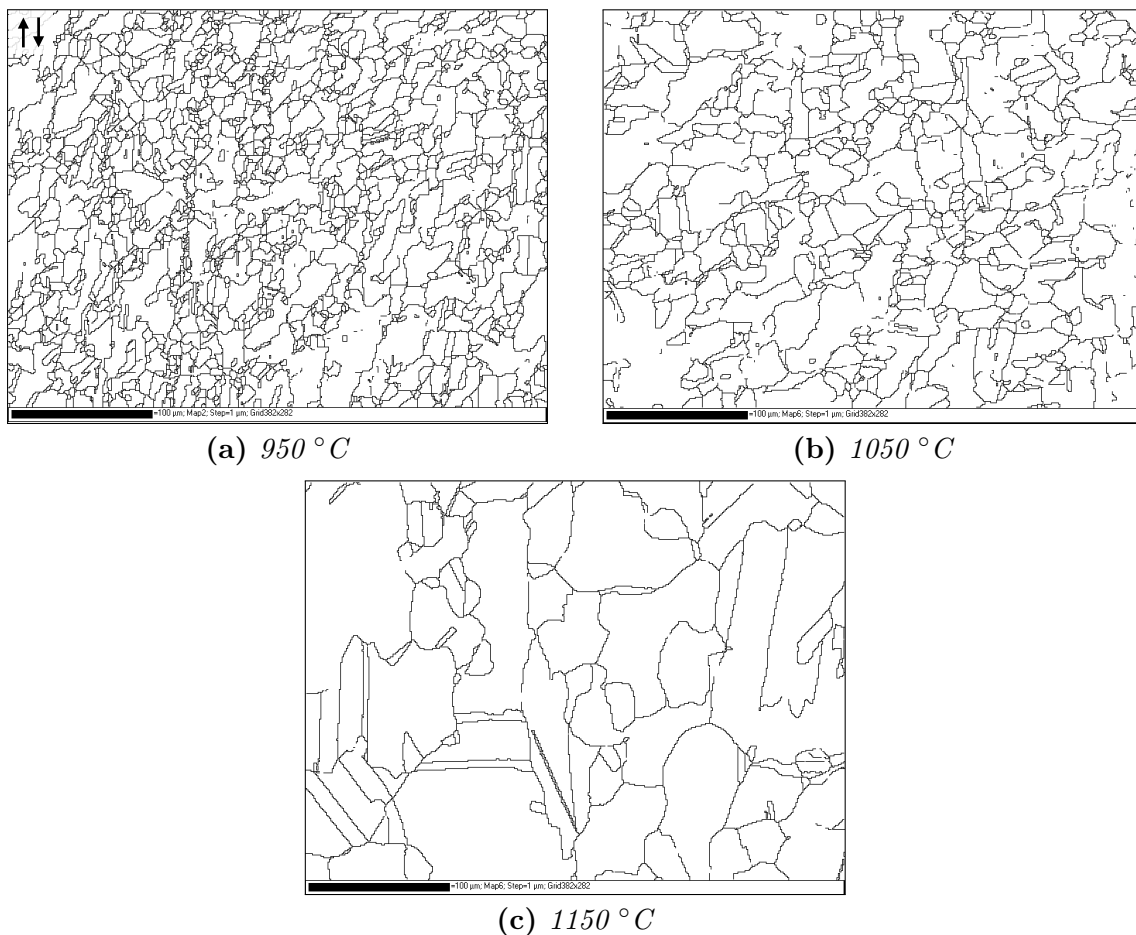 =100 µm; Map2; Step=1 µm; Grid382x282
=100 µm; Map6; Step=1 µm; Grid382x282
(a) 950 °C
(b) 1050 °C
=100 µm; Map6; Step=1 µm; Grid382x282
(c) 1150 °C